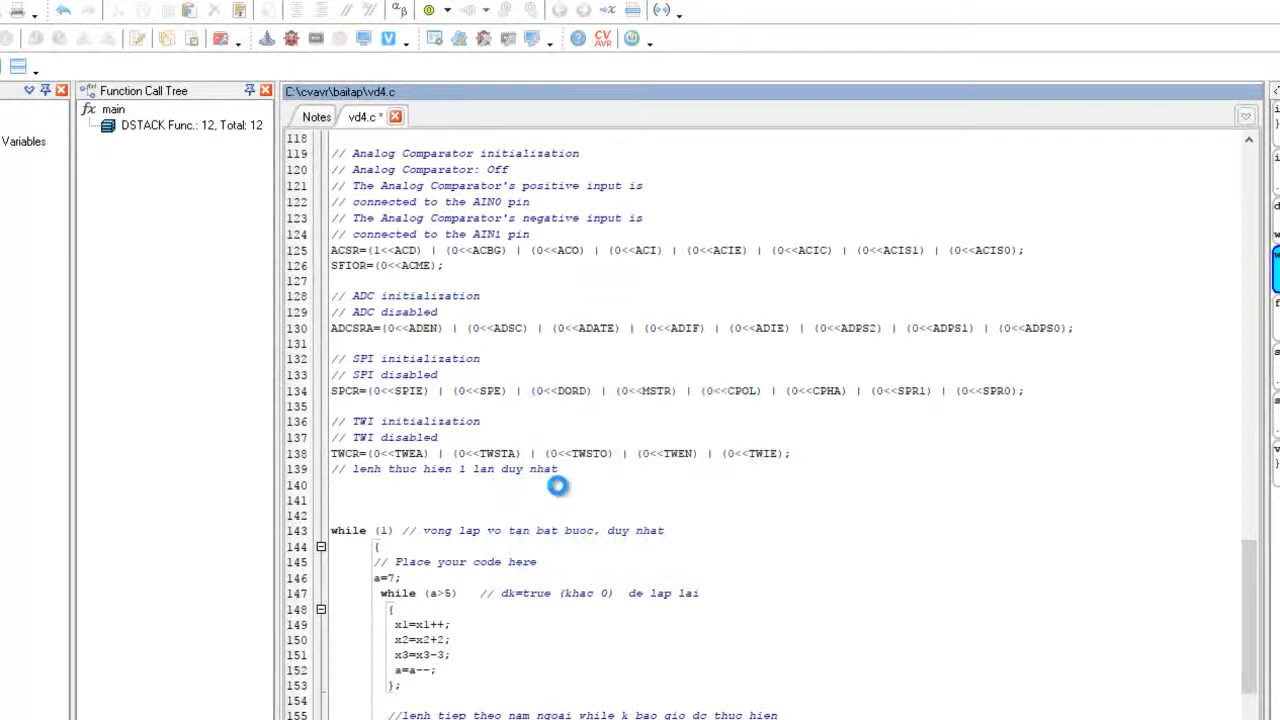 αβ
CV
AVR
Function Call Tree
C:\cvavr\baitap\vd4.c
main
DSTACK Func.: 12, Total: 12
Variables
Notes
vd4.c *
118
119 // Analog Comparator initialization
120 // Analog Comparator: Off
121 // The Analog Comparator's positive input is
122 // connected to the AIN0 pin
123 // The Analog Comparator's negative input is
124 // connected to the AIN1 pin
125 ACSR=(1<<ACD) | (0<<ACBG) | (0<<ACO) | (0<<ACI) | (0<<ACIE) | (0<<ACIC) | (0<<ACIS1) | (0<<ACIS0);
126 SFIOR=(0<<ACME);
127
128 // ADC initialization
129 // ADC disabled
130 ADCSRA=(0<<ADEN) | (0<<ADSC) | (0<<ADATE) | (0<<ADIF) | (0<<ADIE) | (0<<ADPS2) | (0<<ADPS1) | (0<<ADPS0);
131
132 // SPI initialization
133 // SPI disabled
134 SPCR=(0<<SPIE) | (0<<SPE) | (0<<DORD) | (0<<MSTR) | (0<<CPOL) | (0<<CPHA) | (0<<SPR1) | (0<<SPR0);
135
136 // TWI initialization
137 // TWI disabled
138 TWCR=(0<<TWEA) | (0<<TWSTA) | (0<<TWSTO) | (0<<TWEN) | (0<<TWIE);
139 // lenh thuc hien 1 lan duy nhat
140
141
142
143 while (1) // vong lap vo tan bat buoc, duy nhat
144 {
145 // Place your code here
146 a=7;
147 while (a>5) // dk=true (khac 0) de lap lai
148 {
149 x1=x1++;
150 x2=x2+2;
151 x3=x3-3;
152 a=a--;
153 };
154
155 //lenh tiep theo nam ngoai while k bao gio dc thuc hien